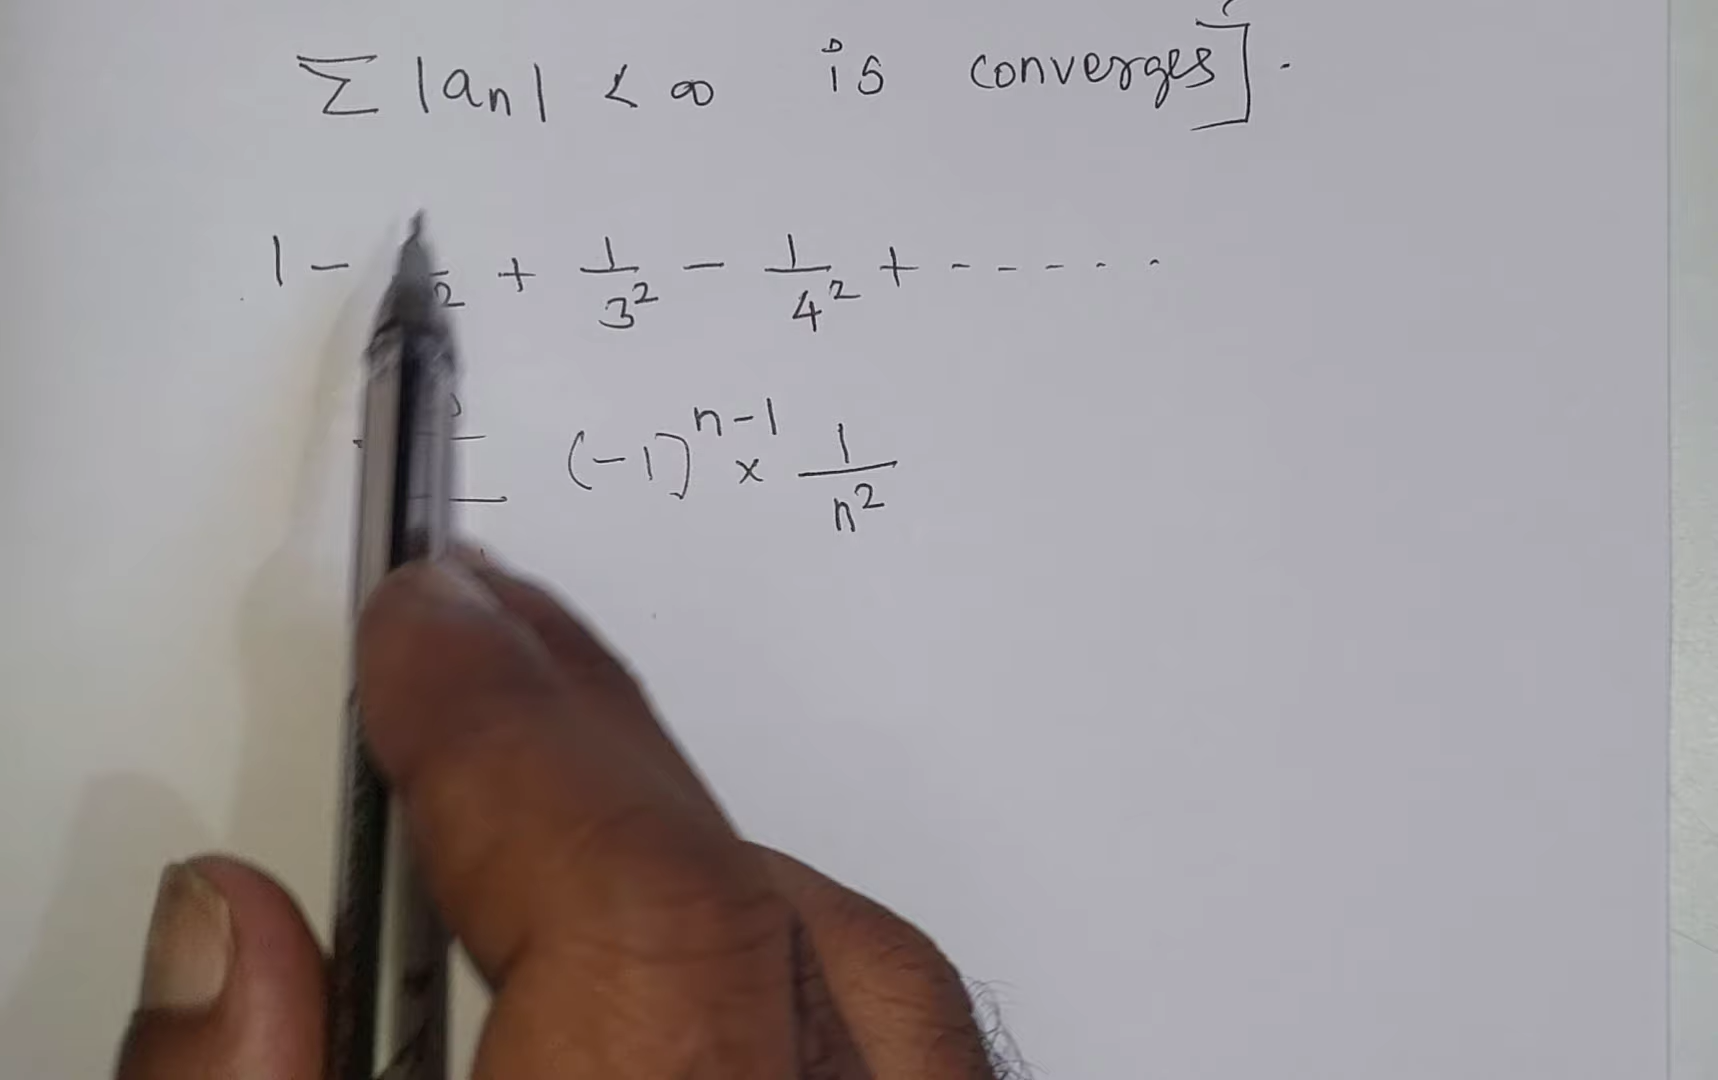 Σ |an| < ∞ is converges].
1 - 2 + 1/3² - 1/4² + - - - - -
(-1)ⁿ⁻¹ × 1/n²